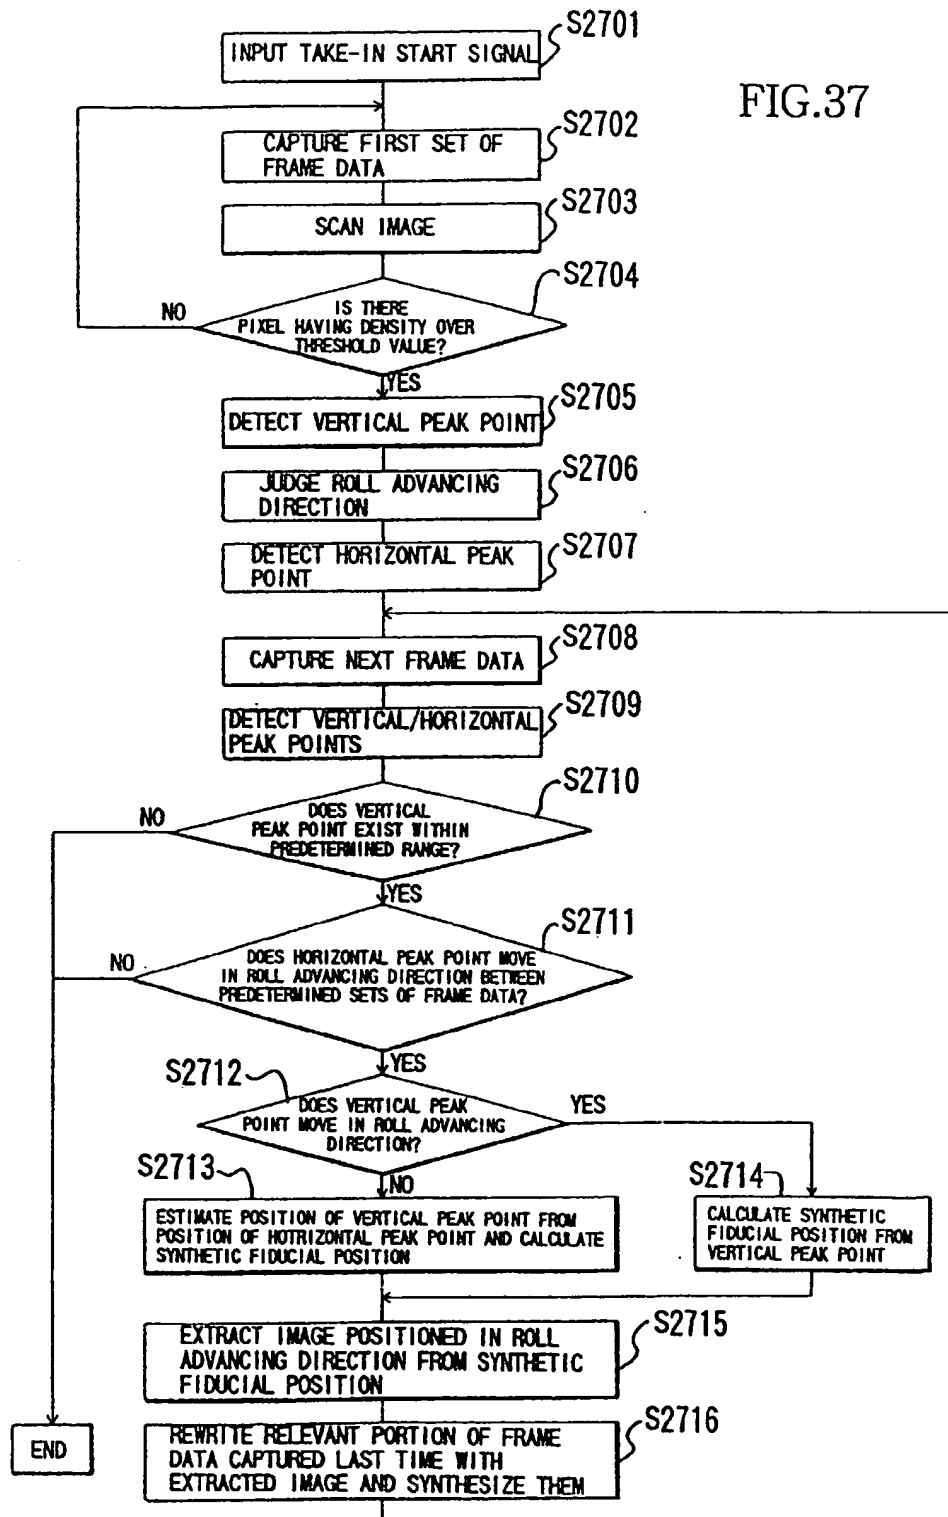 S2701
INPUT TAKE-IN START SIGNAL
FIG.37
S2702
CAPTURE FIRST SET OF
FRAME DATA
S2703
SCAN IMAGE
S2704
NO
IS THERE
PIXEL HAVING DENSITY OVER
THRESHOLD VALUE?
YES
S2705
DETECT VERTICAL PEAK POINT
S2706
JUDGE ROLL ADVANCING
DIRECTION
S2707
DETECT HORIZONTAL PEAK
POINT
S2708
CAPTURE NEXT FRAME DATA
S2709
DETECT VERTICAL/HORIZONTAL
PEAK POINTS
S2710
NO
DOES VERTICAL
PEAK POINT EXIST WITHIN
PREDETERMINED RANGE?
YES
S2711
NO
DOES HORIZONTAL PEAK POINT MOVE
IN ROLL ADVANCING DIRECTION BETWEEN
PREDETERMINED SETS OF FRAME DATA?
YES
S2712
DOES VERTICAL PEAK
POINT MOVE IN ROLL ADVANCING
DIRECTION?
YES
NO
S2713
ESTIMATE POSITION OF VERTICAL PEAK POINT FROM
POSITION OF HOTRIZONTAL PEAK POINT AND CALCULATE
SYNTHETIC FIDUCIAL POSITION
S2714
CALCULATE SYNTHETIC
FIDUCIAL POSITION FROM
VERTICAL PEAK POINT
S2715
EXTRACT IMAGE POSITIONED IN ROLL
ADVANCING DIRECTION FROM SYNTHETIC
FIDUCIAL POSITION
S2716
REWRITE RELEVANT PORTION OF FRAME
DATA CAPTURED LAST TIME WITH
EXTRACTED IMAGE AND SYNTHESIZE THEM
END